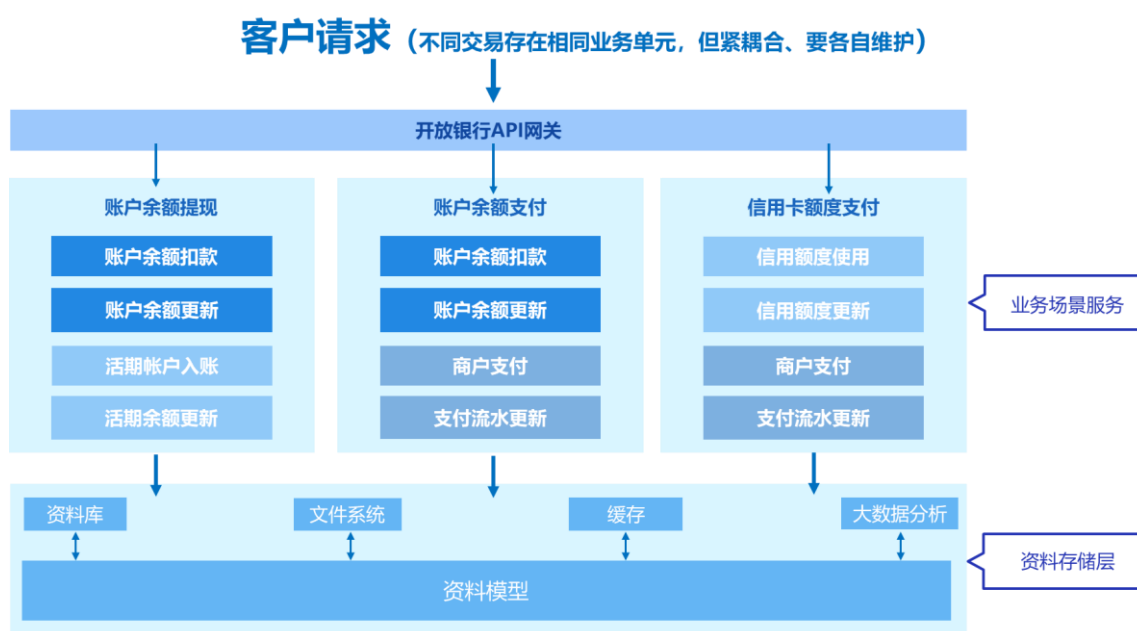 客户请求（不同交易存在相同业务单元，但紧耦合、要各自维护）
开放银行API网关
账户余额提现
账户余额扣款
账户余额更新
活期帐户入账
活期余额更新
账户余额支付
账户余额扣款
账户余额更新
商户支付
支付流水更新
信用卡额度支付
信用额度使用
信用额度更新
商户支付
支付流水更新
业务场景服务
资料库
文件系统
缓存
大数据分析
资料模型
资料存储层